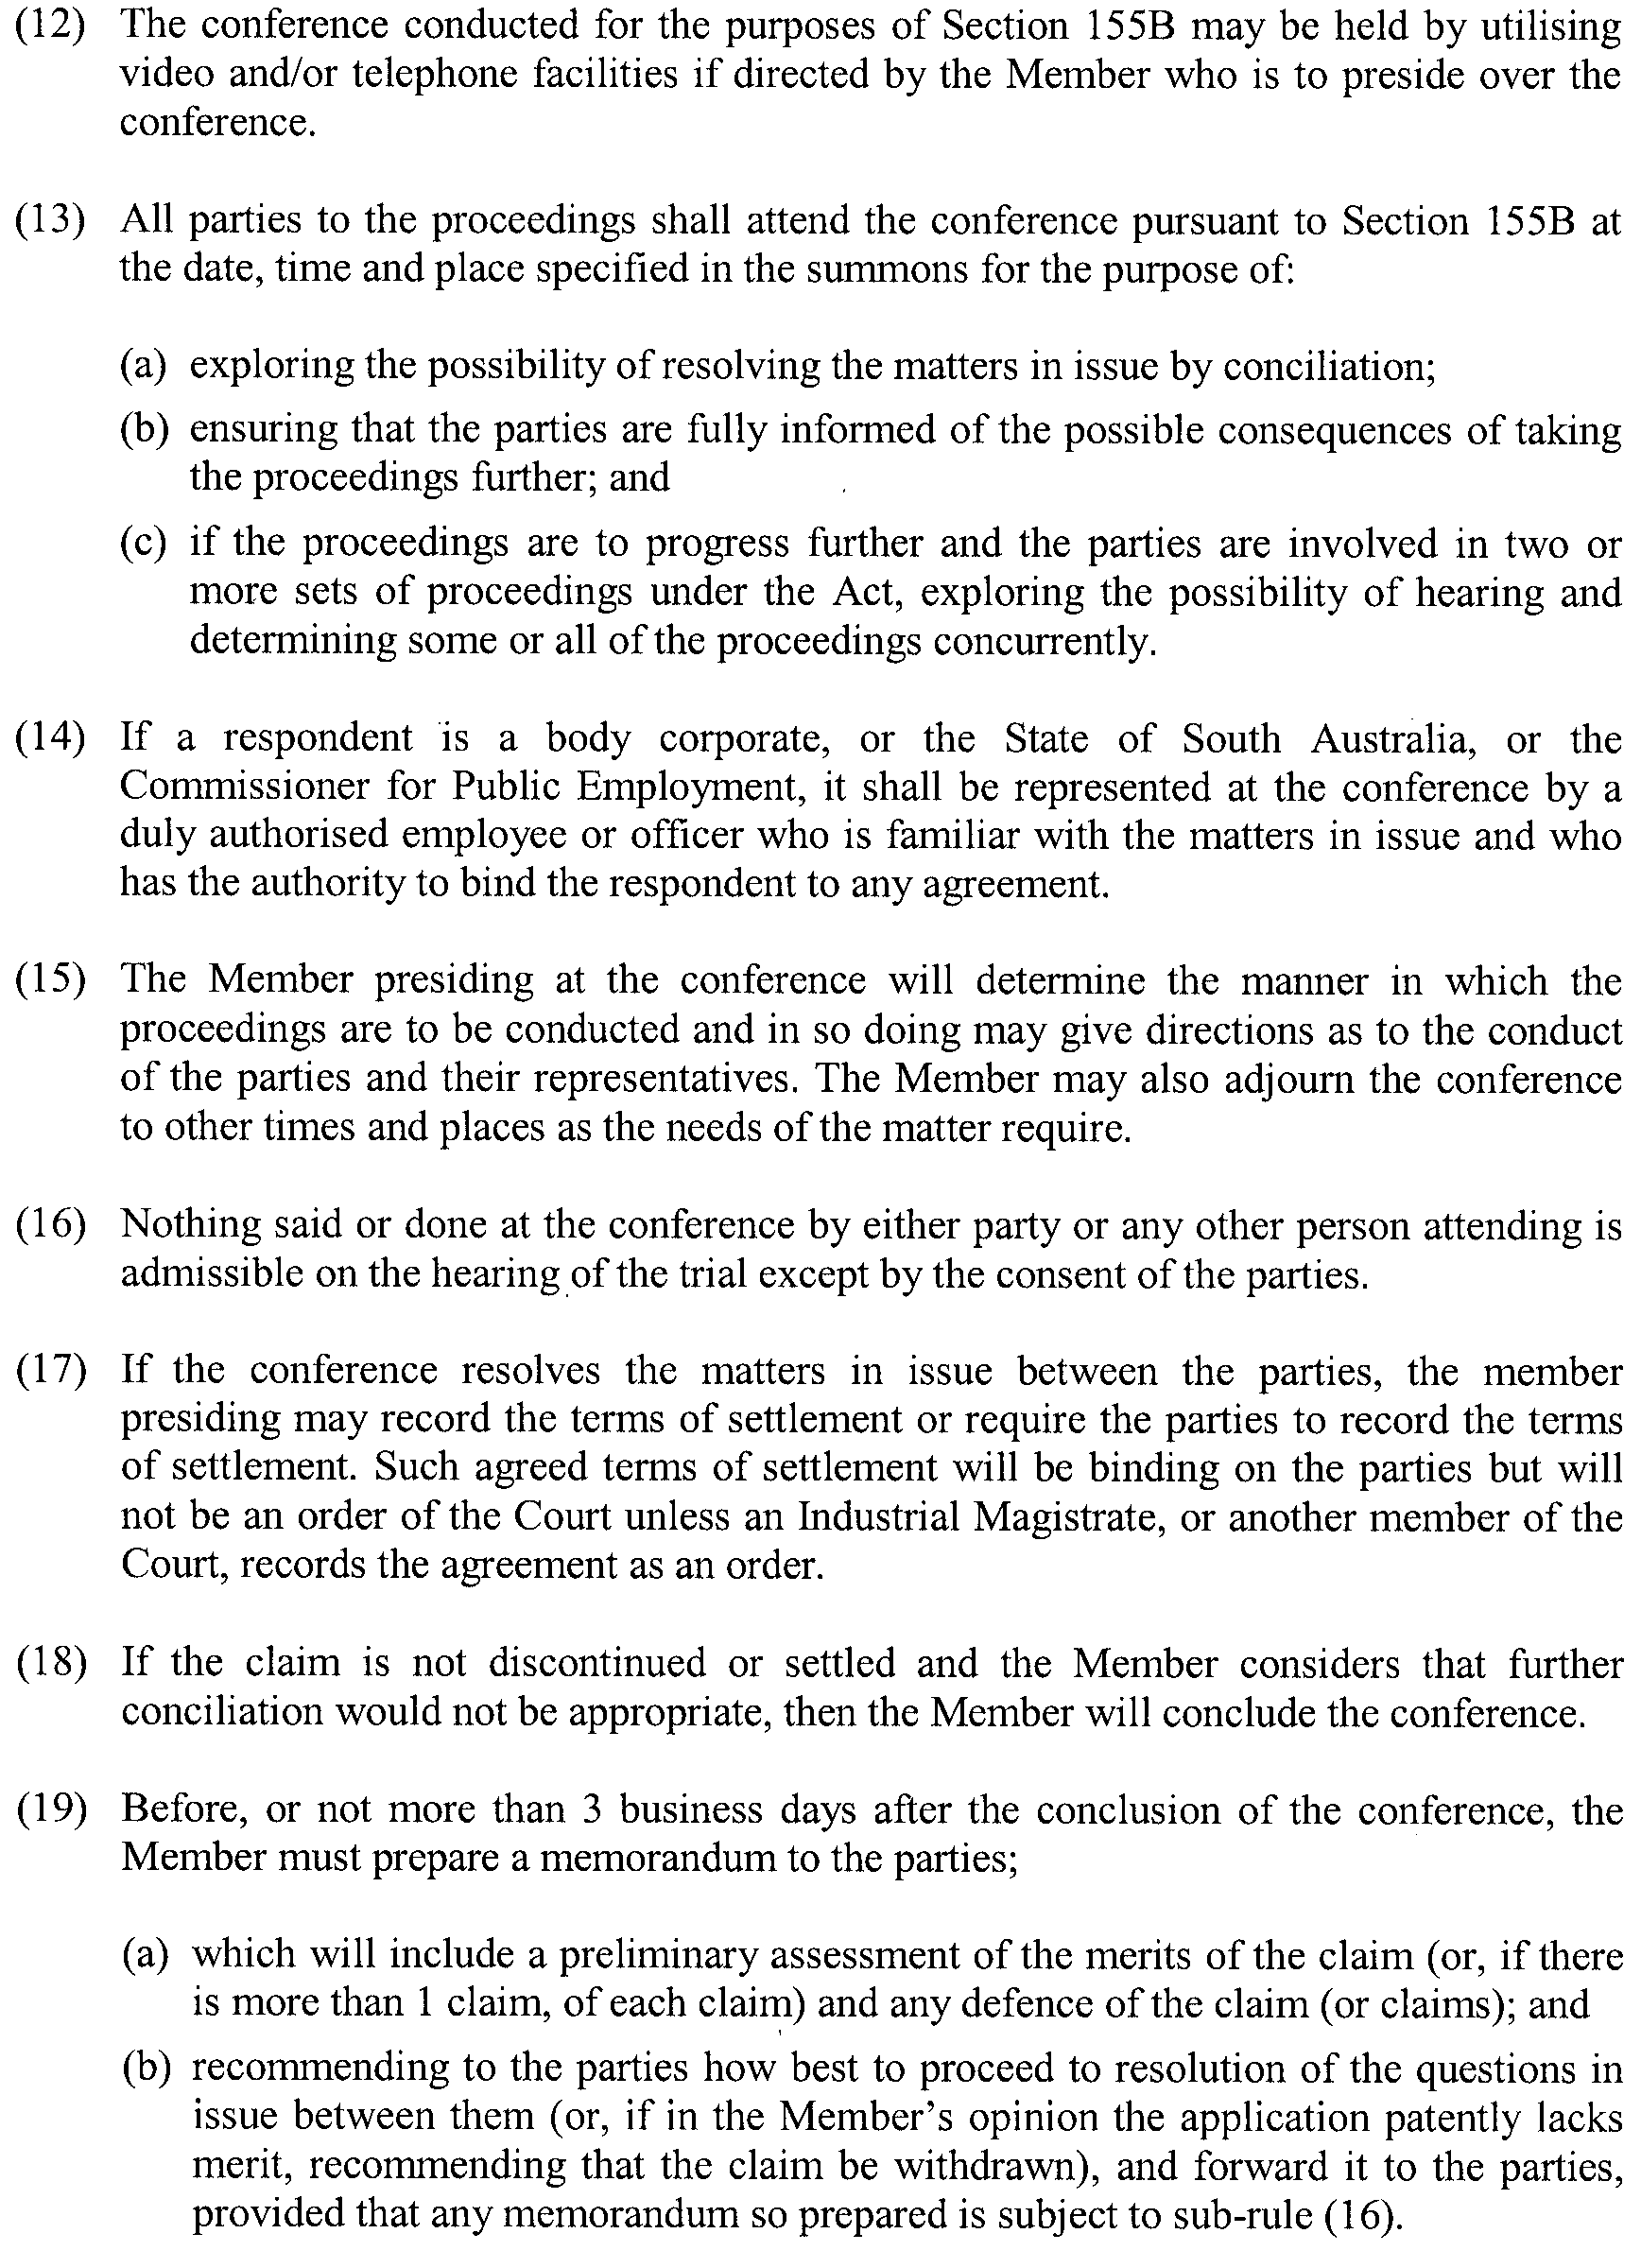 (12) The conference conducted for the purposes of Section 155B may be held by utilising
video and/or telephone facilities if directed by the Member who is to preside over the
conference.
(13) All parties to the proceedings shall attend the conference pursuant to Section 155B at
the date, time and place specified in the summons for the purpose of:
(a) exploring the possibility of resolving the matters in issue by conciliation;
(b) ensuring that the parties are fully informed of the possible consequences of taking
the proceedings further; and
(c) if the proceedings are to progress further and the parties are involved in two or
more sets of proceedings under the Act, exploring the possibility of hearing and
determining some or all of the proceedings concurrently.
(14) If a respondent is a body corporate, or the State of South Australia, or the
Commissioner for Public Employment, it shall be represented at the conference by a
duly authorised employee or officer who is familiar with the matters in issue and who
has the authority to bind the respondent to any agreement.
(15) The Member presiding at the conference will determine the manner in which the
proceedings are to be conducted and in so doing may give directions as to the conduct
of the parties and their representatives. The Member may also adjourn the conference
to other times and places as the needs of the matter require.
(16) Nothing said or done at the conference by either party or any other person attending is
admissible on the hearing of the trial except by the consent of the parties.
(17) If the conference resolves the matters in issue between the parties, the member
presiding may record the terms of settlement or require the parties to record the terms
of settlement. Such agreed terms of settlement will be binding on the parties but will
not be an order of the Court unless an Industrial Magistrate, or another member of the
Court, records the agreement as an order.
(18) If the claim is not discontinued or settled and the Member considers that further
conciliation would not be appropriate, then the Member will conclude the conference.
(19) Before, or not more than 3 business days after the conclusion of the conference, the
Member must prepare a memorandum to the parties;
(a) which will include a preliminary assessment of the merits of the claim (or, if there
is more than 1 claim, of each claim) and any defence of the claim (or claims); and
(b) recommending to the parties how best to proceed to resolution of the questions in
issue between them (or, if in the Member's opinion the application patently lacks
merit, recommending that the claim be withdrawn), and forward it to the parties,
provided that any memorandum so prepared is subject to sub-rule (16).